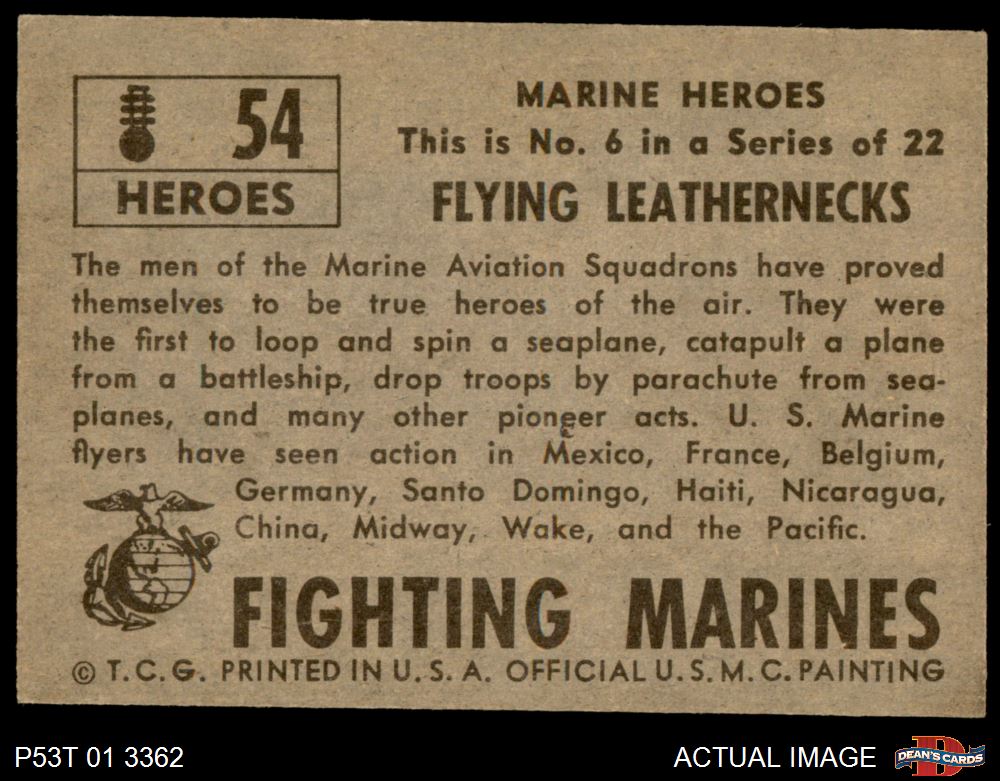 54
HEROES
MARINE HEROES
This is No. 6 in a Series of 22
FLYING LEATHERNECKS
The men of the Marine Aviation Squadrons have proved
themselves to be true heroes of the air. They were
the first to loop and spin a seaplane, catapult a plane
from a battleship, drop troops by parachute from sea-
planes, and many other pioneer acts. U. S. Marine
flyers have seen action in Mexico, France, Belgium,
Germany, Santo Domingo, Haiti, Nicaragua,
China, Midway, Wake, and the Pacific.
FIGHTING MARINES
© T. C. G. PRINTED IN U. S. A. OFFICIAL U. S. M. C. PAINTING
P53T 01 3362
ACTUAL IMAGE
D
DEAN'S CARDS